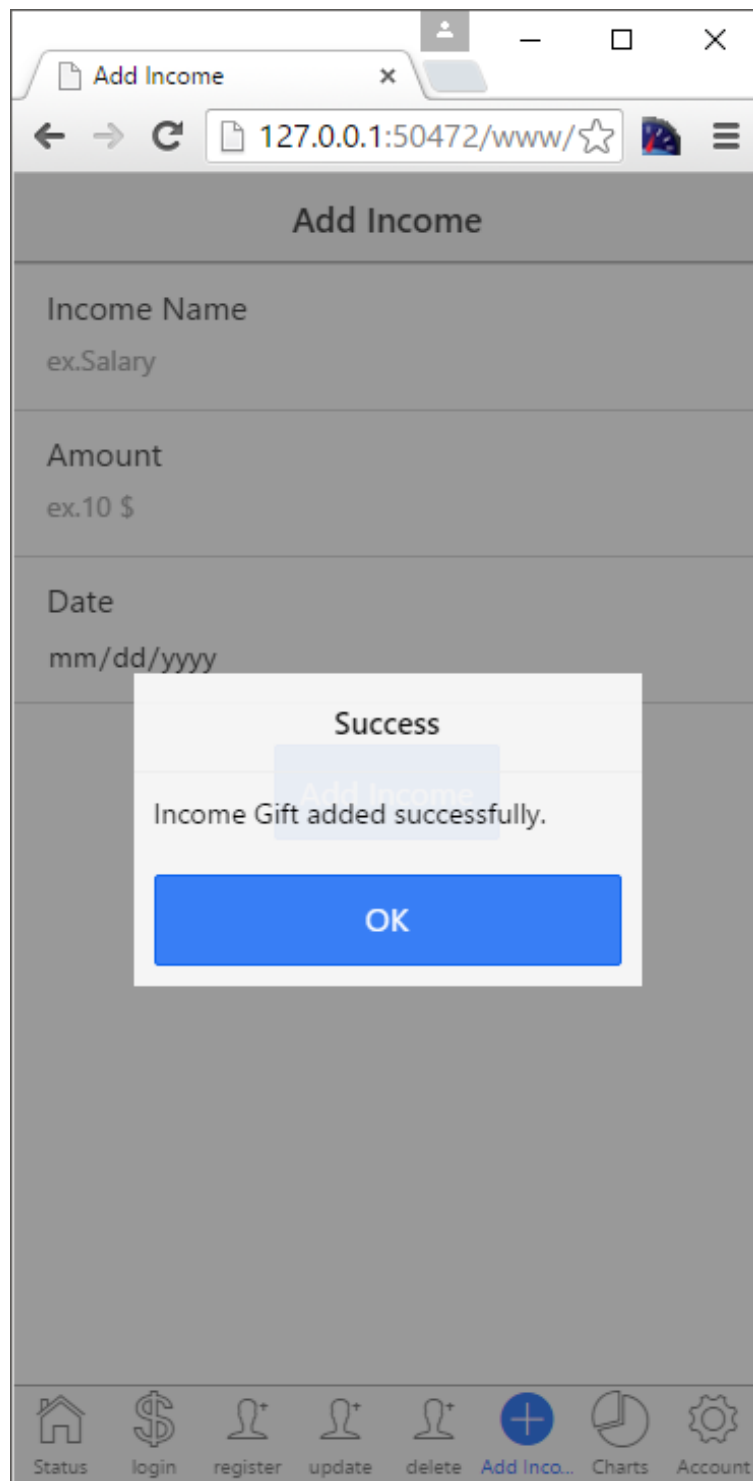 Add Income
127.0.0.1:50472/www/
Add Income
Income Name
ex.Salary
Amount
ex.10 $
Date
mm/dd/yyyy
Success
Add Income
Income Gift added successfully.
OK
Status login register update delete Add Inco... Charts Account